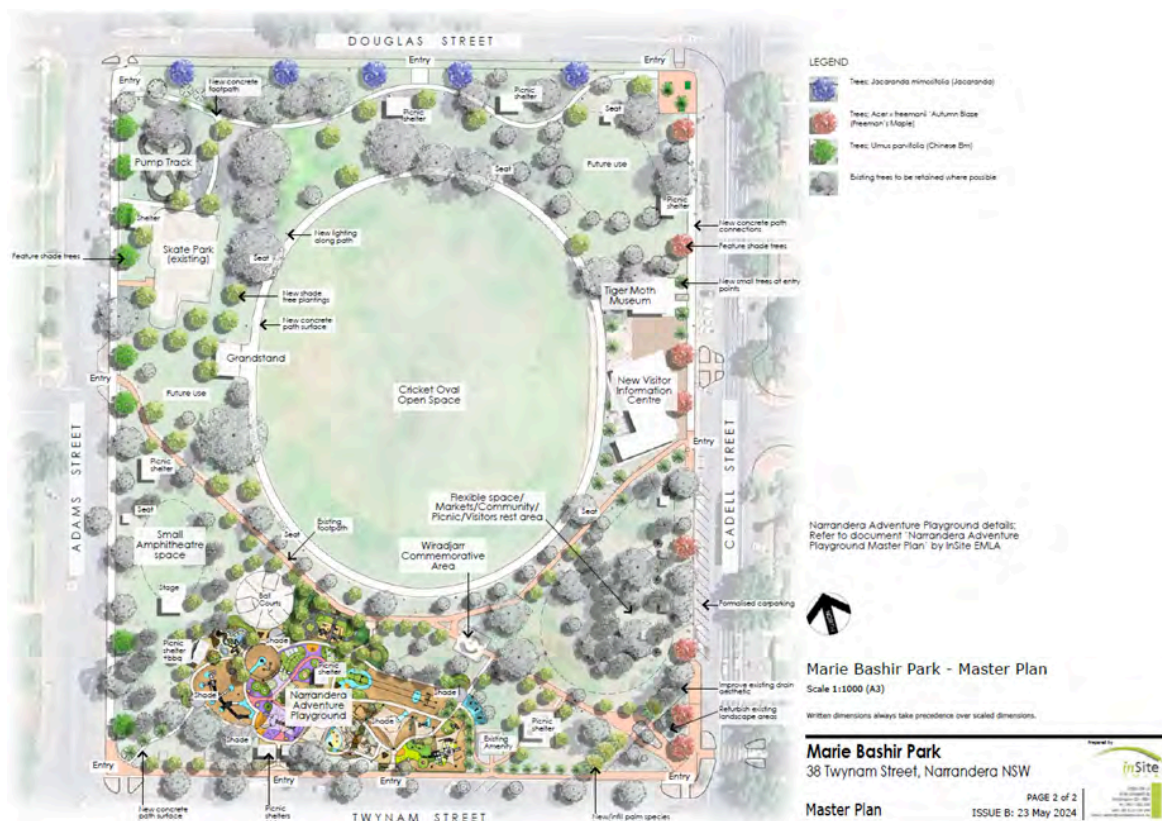 DOUGLAS STREET
Entry
Entry
Entry
New concrete
footpath
Picnic
shelter
Picnic
shelter
Seat
Pump Track
Seat
Future use
Picnic
shelter
Shelter
Skate Park
(existing)
New lighting
along path
Seat
Feature shade trees
New shade
tree plantings
New concrete
path surface
Grandstand
Tiger Moth
Museum
New concrete path
connections
Feature shade trees
New small trees at entry
points
Cricket Oval
Open Space
New Visitor
Information
Centre
Entry
Future use
Entry
ADAMS STREET
CADELL STREET
Picnic
shelter
Seat
Small
Amphitheatre
space
Stage
Seat
Existing
footpath
Flexible space/
Markets/Community/
Picnic/Visitors rest area
Seat
Wiradjarr
Commemorative
Area
Ball
Courts
Formalised carparking
Picnic
shelter
+bbq
Shade
Picnic
shelter
Shade
Shade
Narrandera
Adventure
Playground
Shade
Shade
Existing
Amenity
Picnic
shelter
Improve existing drain
aesthetic
Refurbish existing
landscape areas
Entry
Entry
Entry
Entry
New concrete
path surface
Picnic
shelters
TWYNAM STREET
New/infill palm species
LEGEND
Trees; Jacaranda mimosifolia (Jacaranda)
Trees; Acer x freemanii 'Autumn Blaze
(Freeman's Maple)
Trees; Ulmus parvifolia (Chinese Elm)
Existing trees to be retained where possible
Narrandera Adventure Playground details;
Refer to document 'Narrandera Adventure
Playground Master Plan' by InSite EMLA
Marie Bashir Park - Master Plan
Scale 1:1000 (A3)
Written dimensions always take precedence over scaled dimensions.
Marie Bashir Park
38 Twynam Street, Narrandera NSW
Master Plan
PAGE 2 of 2
ISSUE B: 23 May 2024
Prepared by
inSite